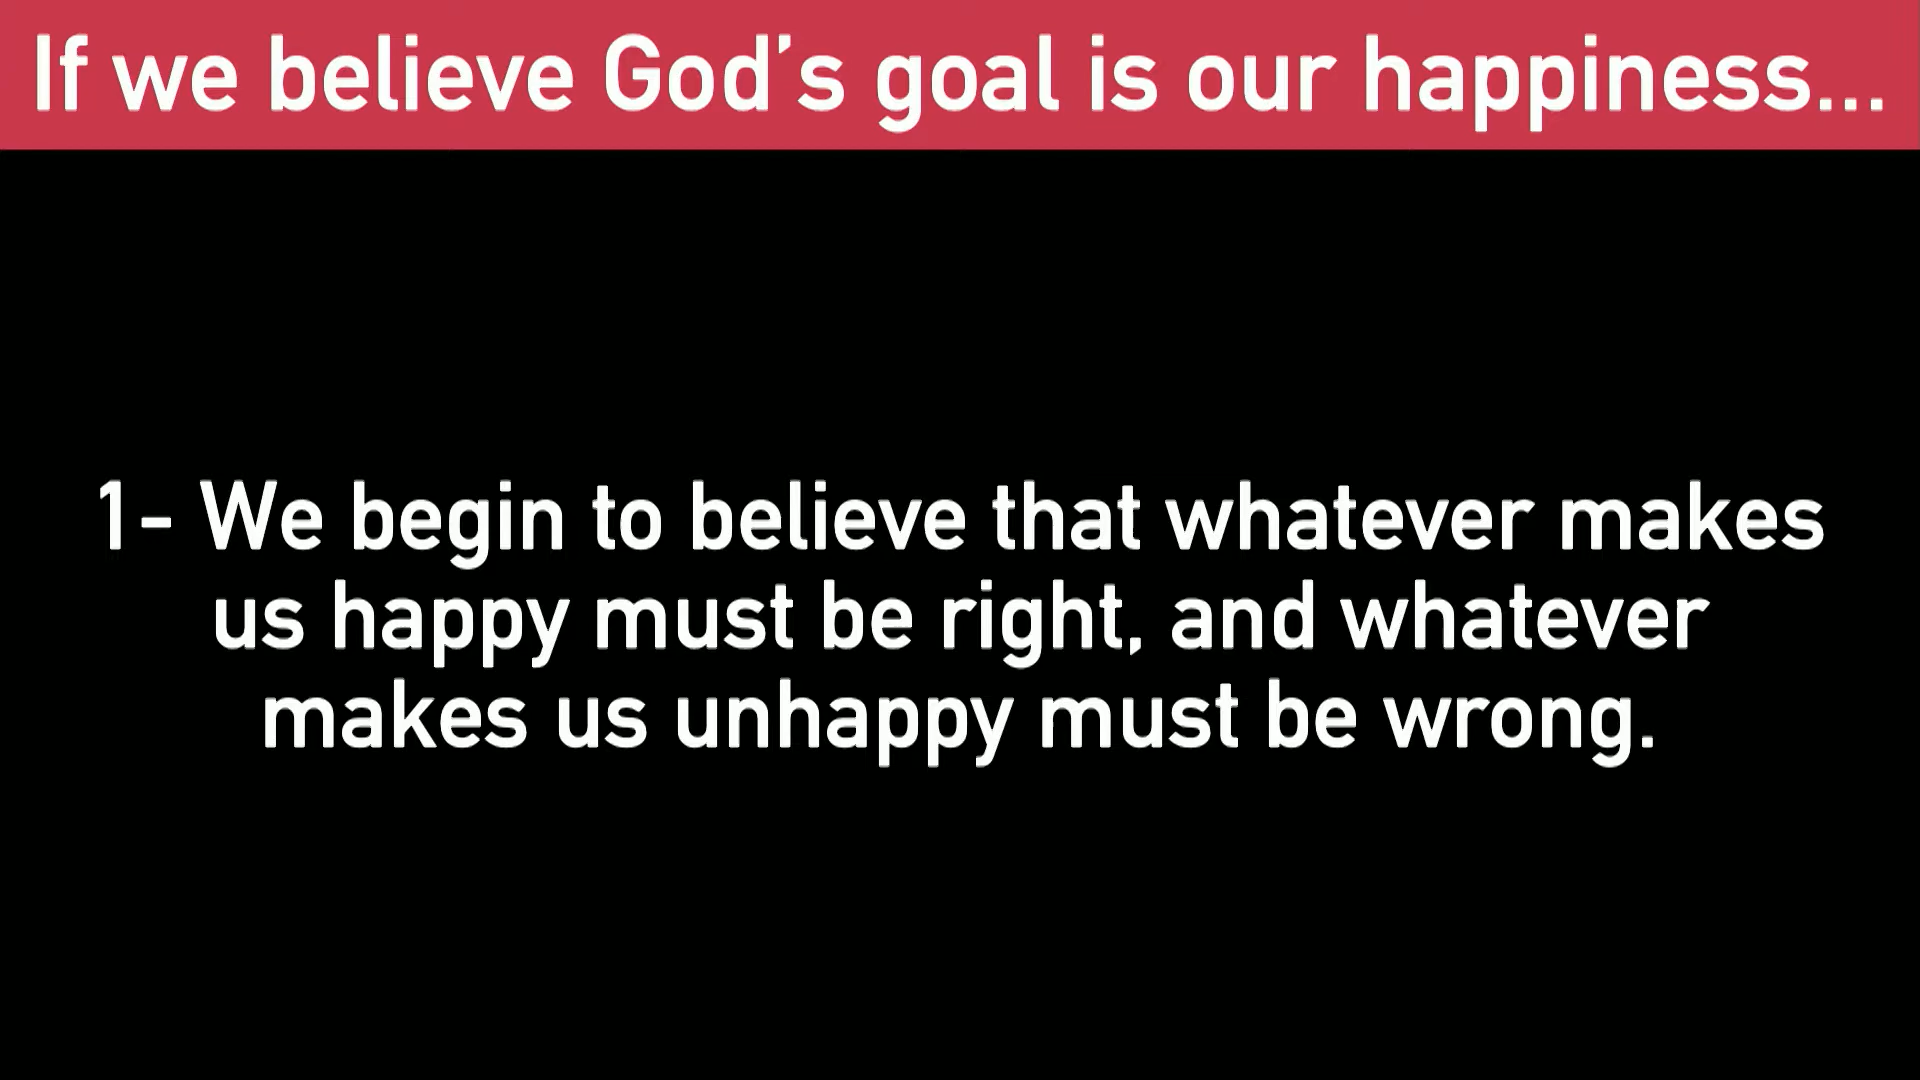 If we believe God’s goal is our happiness...
1- We begin to believe that whatever makes
us happy must be right, and whatever
makes us unhappy must be wrong.